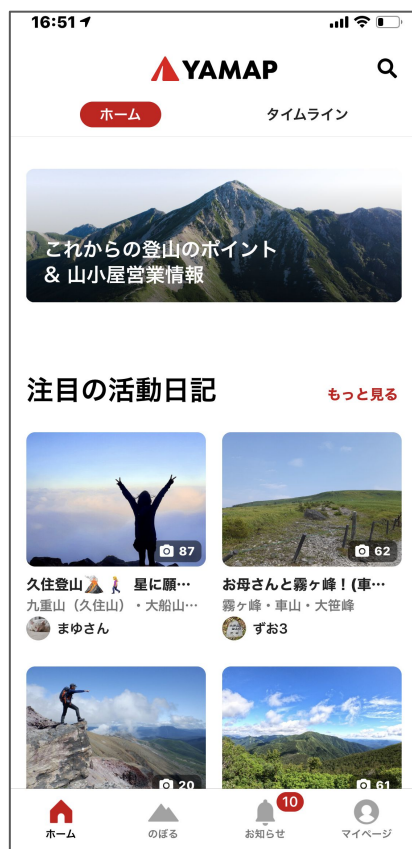 16:51
YAMAP
ホーム
タイムライン
これからの登山のポイント
& 山小屋営業情報
注目の活動日記
もっと見る
87
62
久住登山🌋🧗‍♀️ 星に願…
九重山（久住山）・大船山…
まゆさん
お母さんと霧ヶ峰！(車…
霧ヶ峰・車山・大笹峰
ずお3
20
61
ホーム
のぼる
10
お知らせ
マイページ